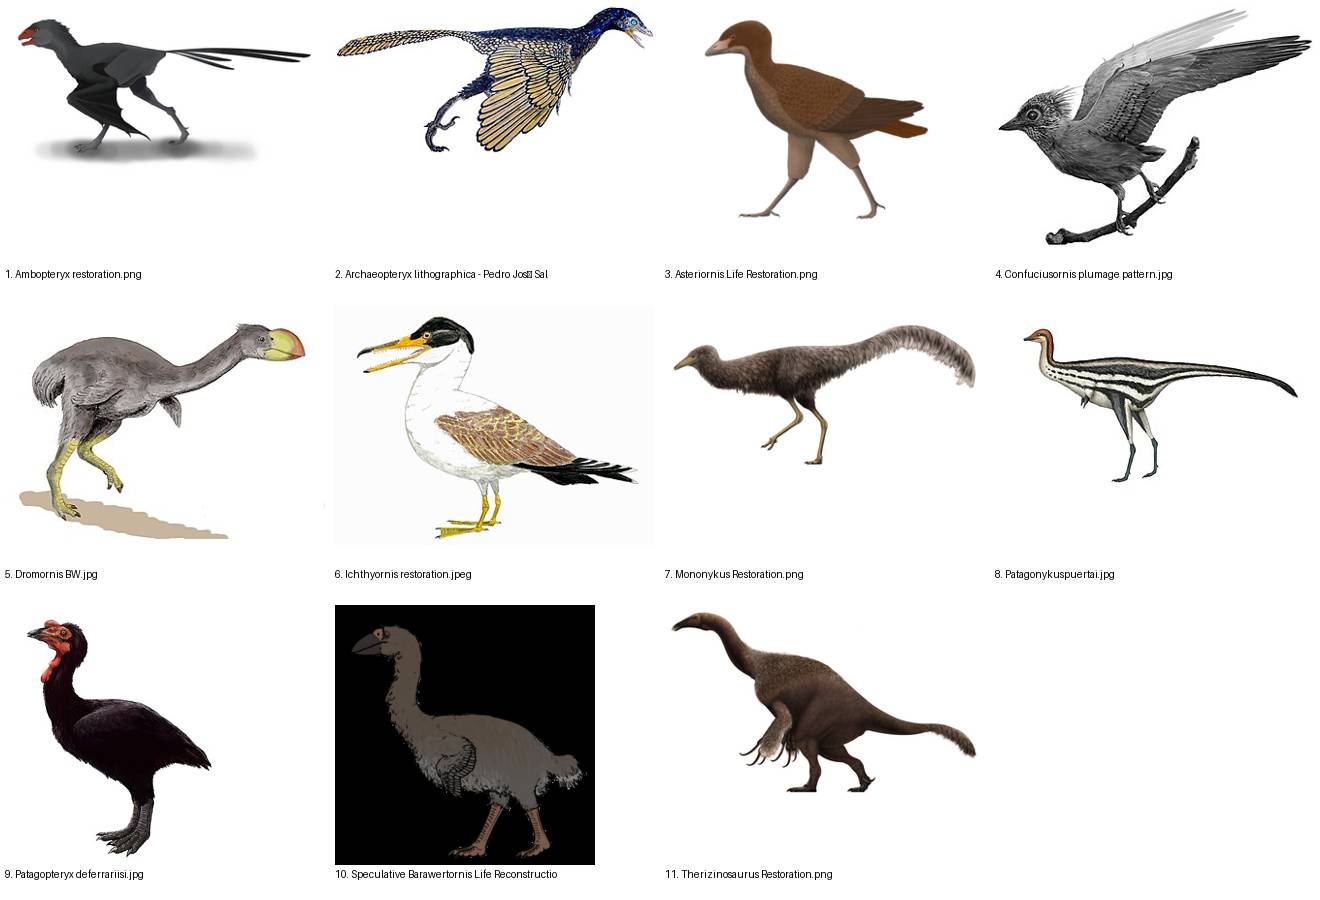 1. Ambopteryx restoration.png
2. Archaeopteryx lithographica - Pedro Jos Sal
3. Asteriornis Life Restoration.png
4. Confuciusornis plumage pattern.jpg
5. Dromornis BW.jpg
6. Ichthyornis restoration.jpeg
7. Mononykus Restoration.png
8. Patagonykuspuertai.jpg
9. Patagopteryx deferrariisi.jpg
10. Speculative Barawertornis Life Reconstructio
11. Therizinosaurus Restoration.png